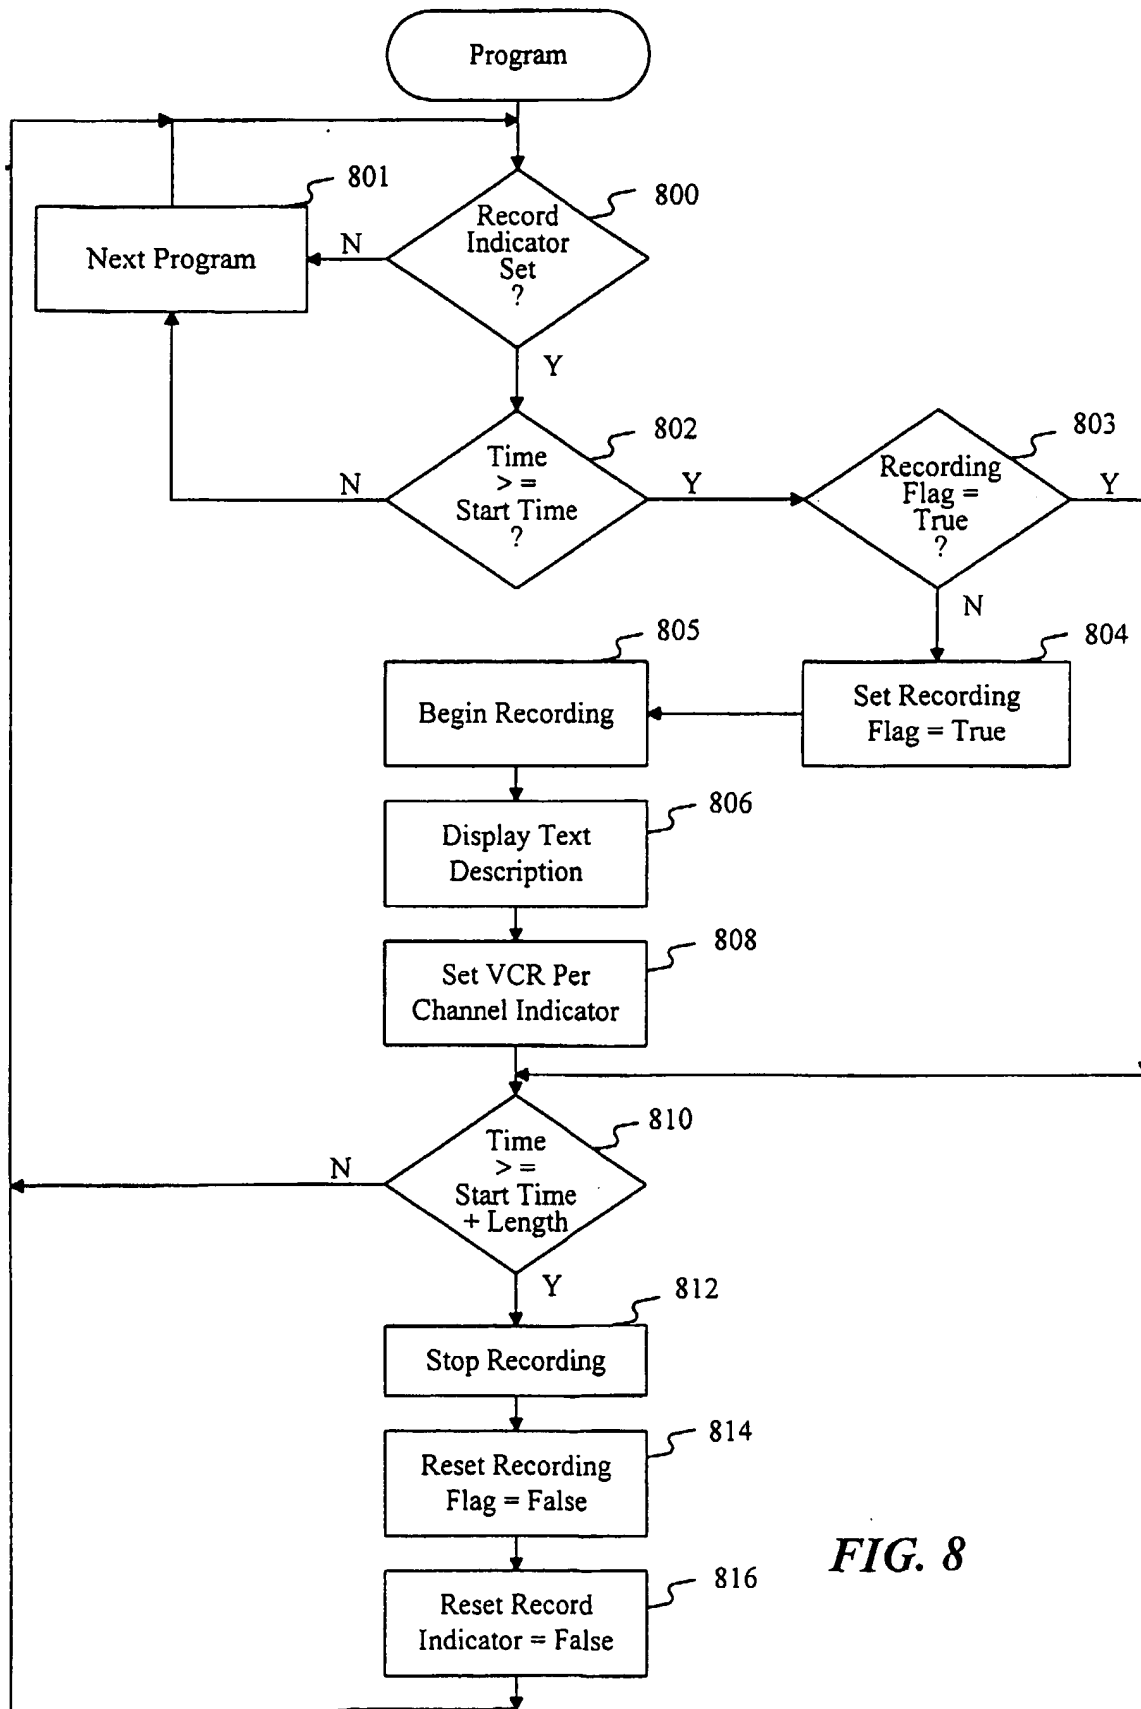 Program
801
800
Record
Indicator
Set
?
N
Next Program
Y
802
803
Time
> =
Start Time
?
N
Y
Recording
Flag =
True
?
Y
N
805
804
Begin Recording
Set Recording
Flag = True
806
Display Text
Description
808
Set VCR Per
Channel Indicator
810
Time
> =
Start Time
+ Length
N
Y
812
Stop Recording
814
Reset Recording
Flag = False
FIG. 8
816
Reset Record
Indicator = False